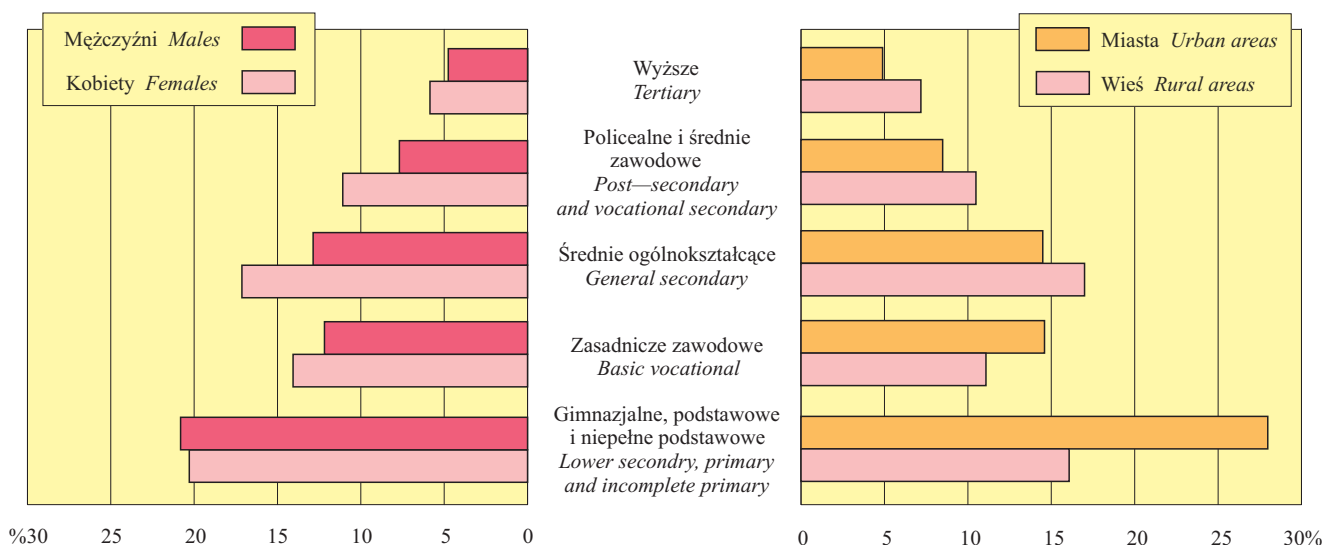 Mężczyźni Males
Kobiety Females
Miasta Urban areas
Wieś Rural areas
Wyższe
Tertiary
Policealne i średnie
zawodowe
Post—secondary
and vocational secondary
Średnie ogólnokształcące
General secondary
Zasadnicze zawodowe
Basic vocational
Gimnazjalne, podstawowe
i niepełne podstawowe
Lower secondry, primary
and incomplete primary
%30 25 20 15 10 5 0
0 5 10 15 20 25 30%